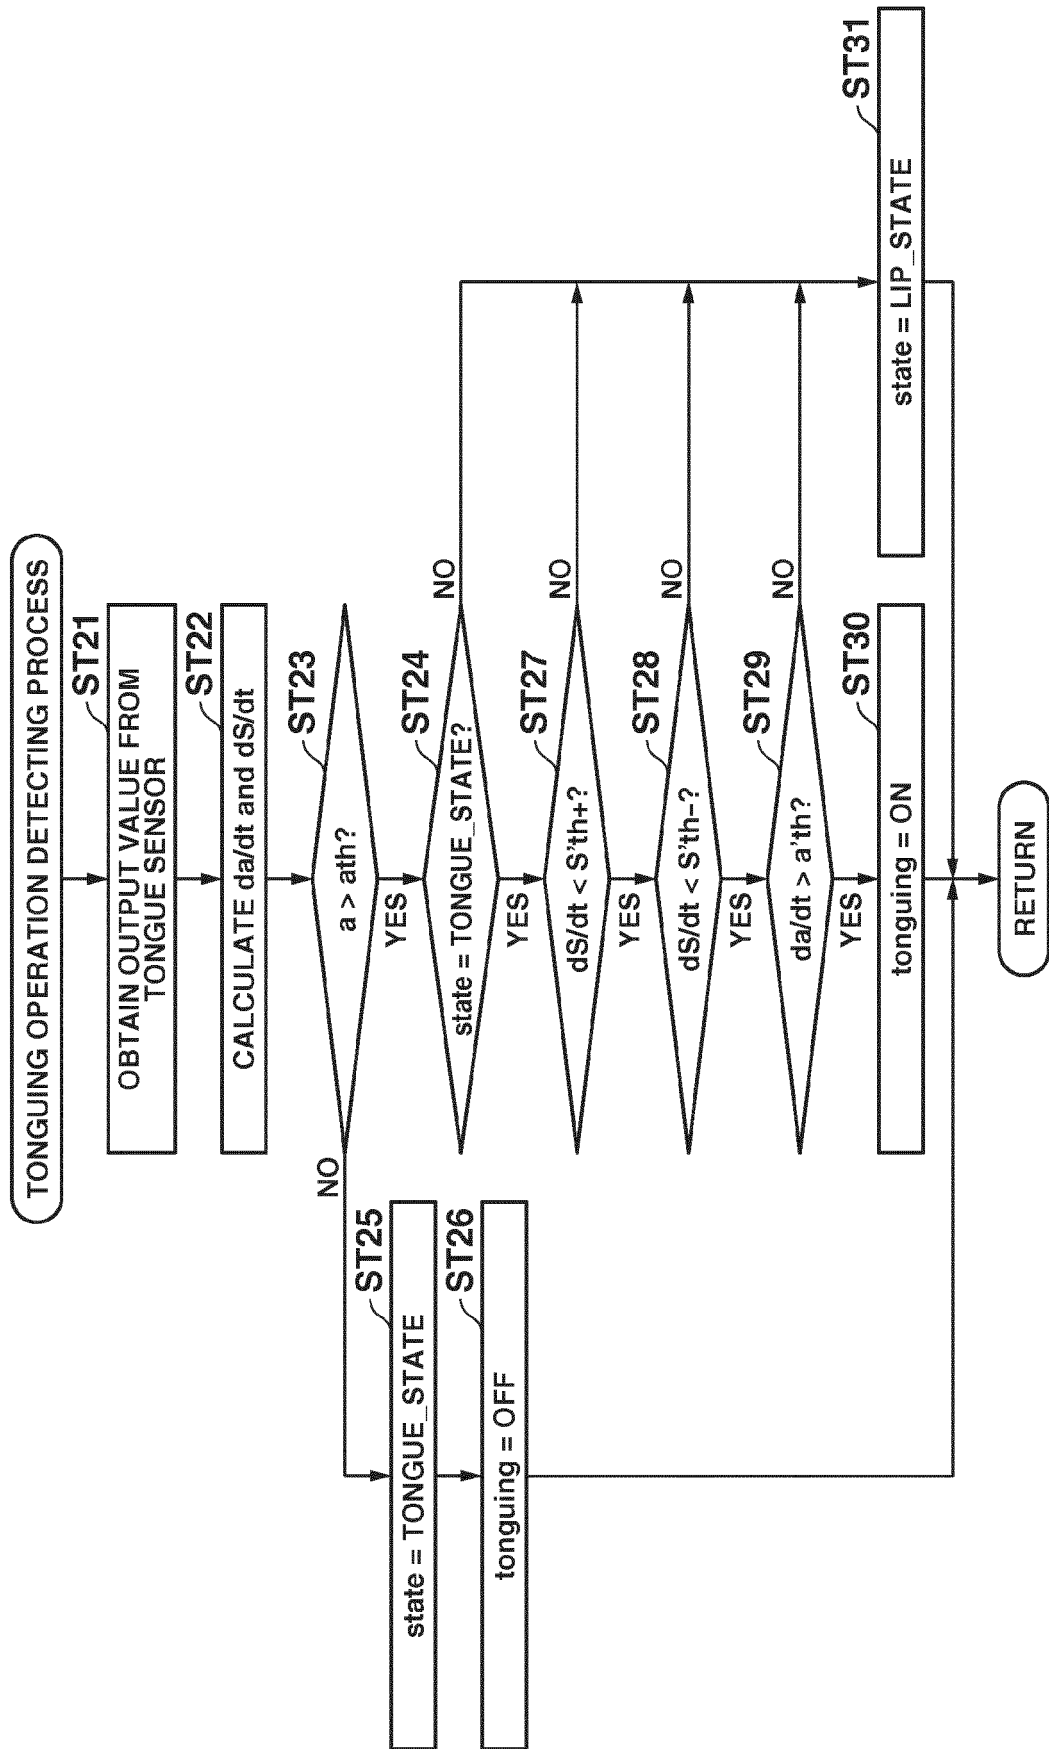 TONGUING OPERATION DETECTING PROCESS
ST21
OBTAIN OUTPUT VALUE FROM
TONGUE SENSOR
ST22
CALCULATE da/dt and dS/dt
ST23
a > ath?
NO
YES
ST24
state = TONGUE_STATE?
NO
YES
ST25
state = TONGUE_STATE
ST26
tonguing = OFF
ST27
dS/dt < S'th+?
NO
YES
ST28
dS/dt < S'th−?
NO
YES
ST29
da/dt > a'th?
NO
YES
ST30
tonguing = ON
ST31
state = LIP_STATE
RETURN